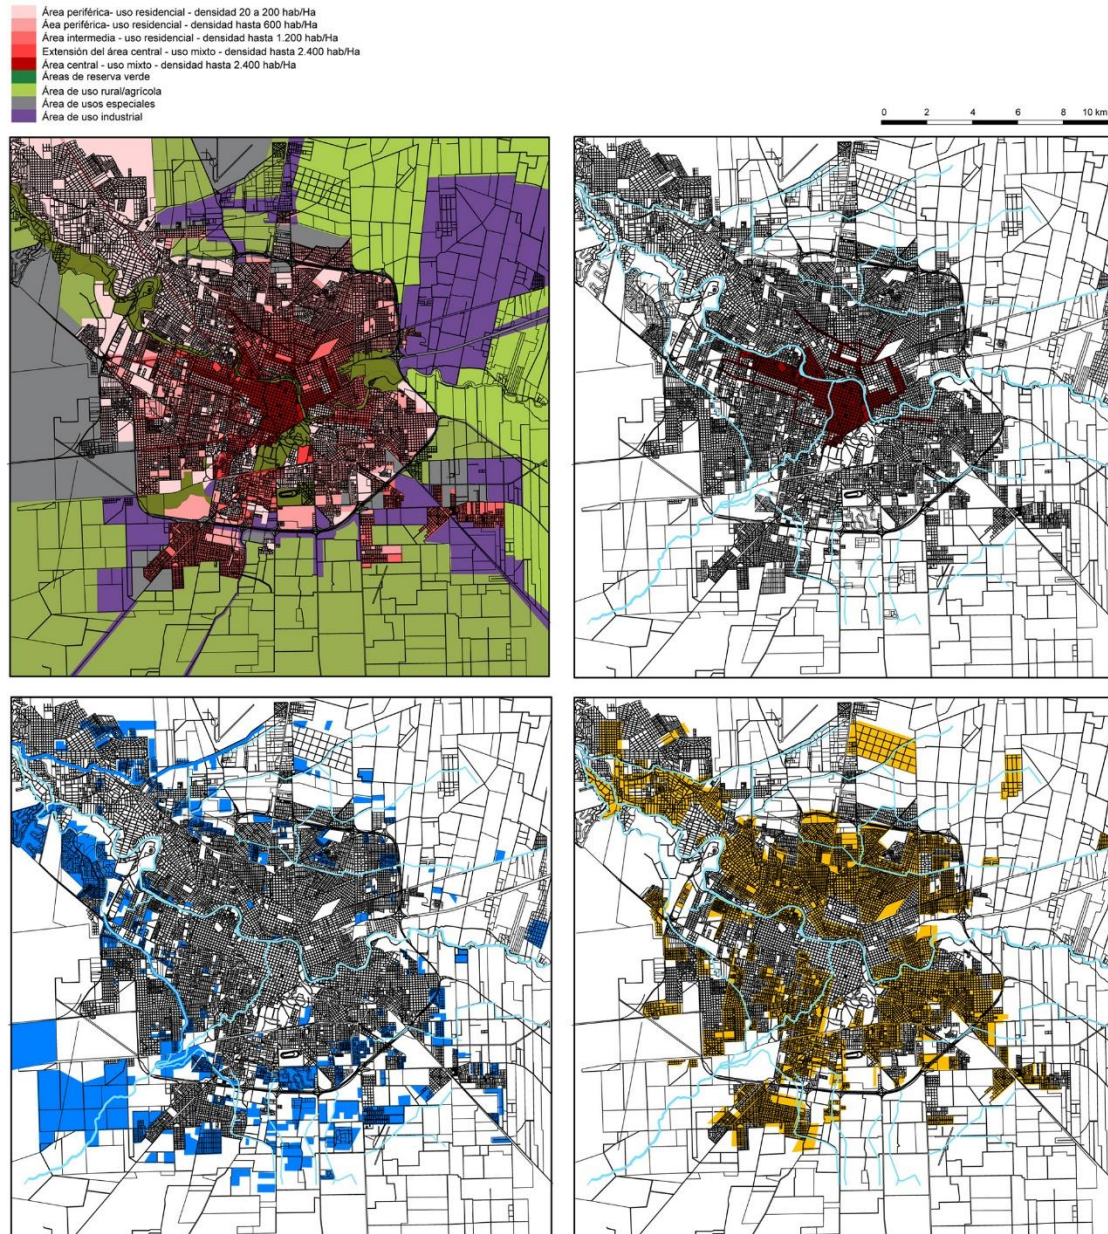 Área periférica- uso residencial - densidad 20 a 200 hab/Ha
Áea periférica- uso residencial - densidad hasta 600 hab/Ha
Área intermedia - uso residencial - densidad hasta 1.200 hab/Ha
Extensión del área central - uso mixto - densidad hasta 2.400 hab/Ha
Área central - uso mixto - densidad hasta 2.400 hab/Ha
Áreas de reserva verde
Área de uso rural/agrícola
Área de usos especiales
Área de uso industrial
0 2 4 6 8 10 km